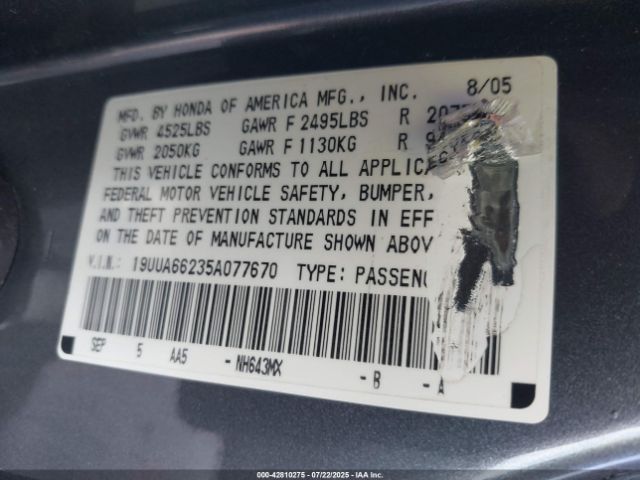 MFD. BY HONDA OF AMERICA MFG., INC. 8/05
GVWR 4525LBS GAWR F 2495LBS R
GVWR 2050KG GAWR F 1130KG R
THIS VEHICLE CONFORMS TO ALL
FEDERAL MOTOR VEHICLE SAFETY, BUMPER,
AND THEFT PREVENTION STANDARDS IN EFF
ON THE DATE OF MANUFACTURE SHOWN ABOV
V.I.N.: 19UUA66235A077670 TYPE: PASSEN
SEP 5 AA5 - NH643MX - B - A
000-42810275 - 07/22/2025 - IAA Inc.